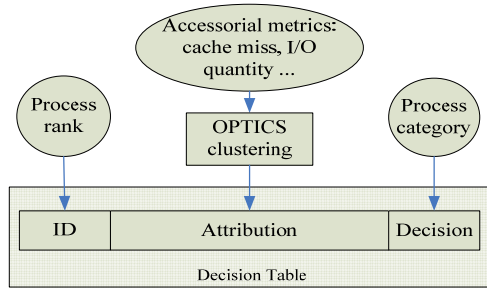 Accessorial metrics:
cache miss, I/O
quantity ...
Process
rank
OPTICS
clustering
Process
category
ID
Attribution
Decision
Decision Table